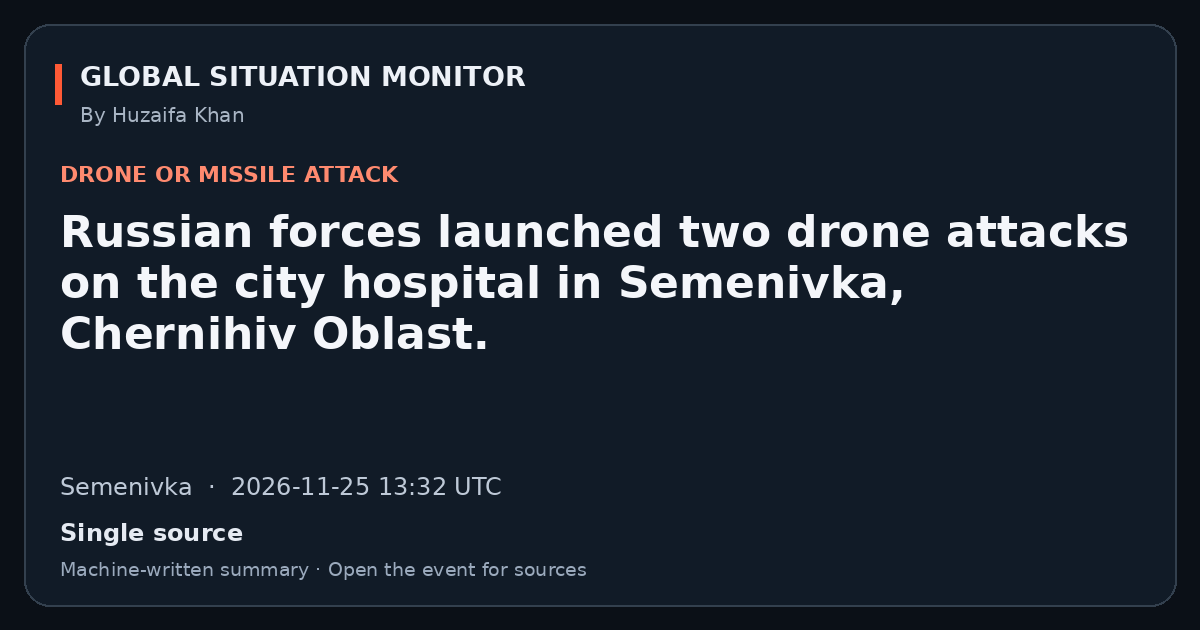 GLOBAL SITUATION MONITOR
By Huzaifa Khan
DRONE OR MISSILE ATTACK
Russian forces launched two drone attacks
on the city hospital in Semenivka,
Chernihiv Oblast.
Semenivka · 2026-11-25 13:32 UTC
Single source
Machine-written summary · Open the event for sources